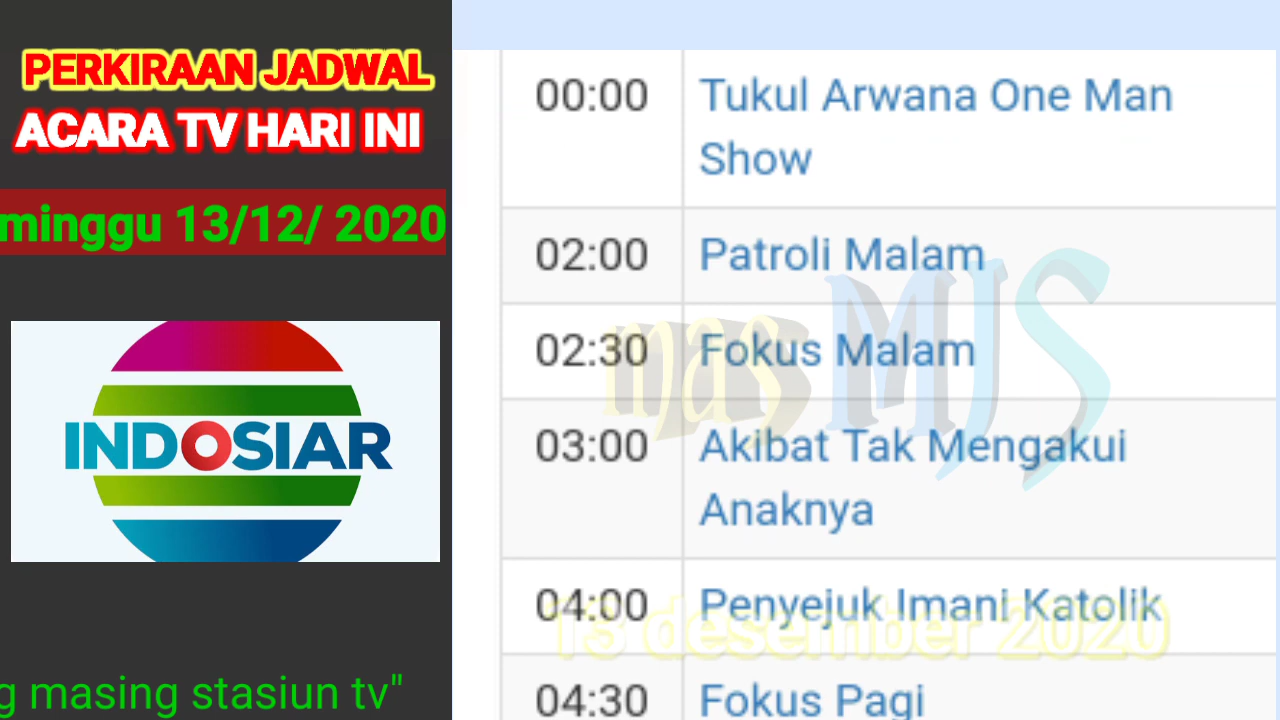 PERKIRAAN JADWAL
ACARA TV HARI INI
minggu 13/12/ 2020
INDOSIAR
g masing stasiun tv"
00:00 Tukul Arwana One Man
Show
02:00 Patroli Malam
02:30 Fokus Malam
03:00 Akibat Tak Mengakui
Anaknya
04:00 Penyejuk Imani Katolik
04:30 Fokus Pagi
mas MJS
13 desember 2020